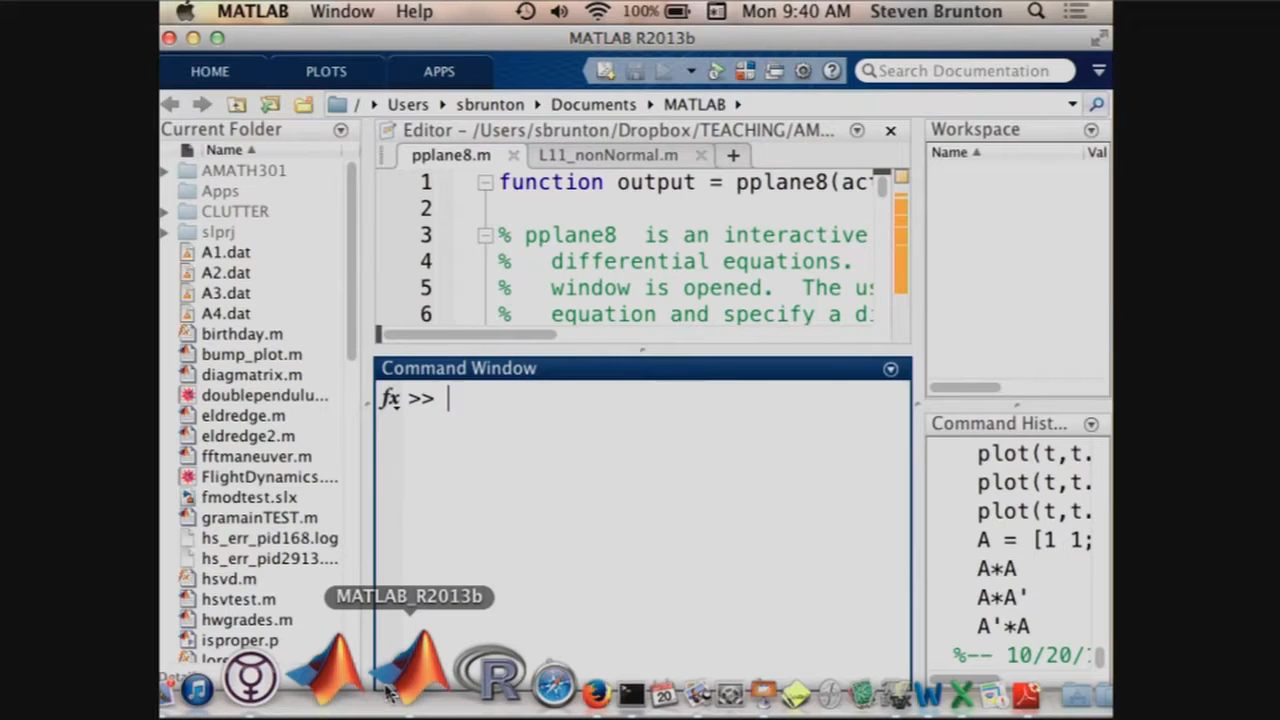 MATLAB Window Help 100% Mon 9:40 AM Steven Brunton
MATLAB R2013b
HOME PLOTS APPS Search Documentation
/ Users sbrunton Documents MATLAB
Current Folder
Name
AMATH301
Apps
CLUTTER
slprj
A1.dat
A2.dat
A3.dat
A4.dat
birthday.m
bump_plot.m
diagmatrix.m
doublependulu...
eldredge.m
eldredge2.m
fftmaneuver.m
FlightDynamics....
fmodtest.slx
gramainTEST.m
hs_err_pid168.log
hs_err_pid2913....
hsvd.m
hsvtest.m
hwgrades.m
isproper.p
Editor - /Users/sbrunton/Dropbox/TEACHING/AM...
pplane8.m L11_nonNormal.m
1 function output = pplane8(act
2
3 % pplane8 is an interactive
4 % differential equations.
5 % window is opened. The us
6 % equation and specify a di
Command Window
fx >>
Workspace
Name Val
Command Hist...
plot(t,t.
plot(t,t.
plot(t,t.
A = [1 1;
A*A
A*A'
A'*A
%-- 10/20/
MATLAB_R2013b
R
20
W X